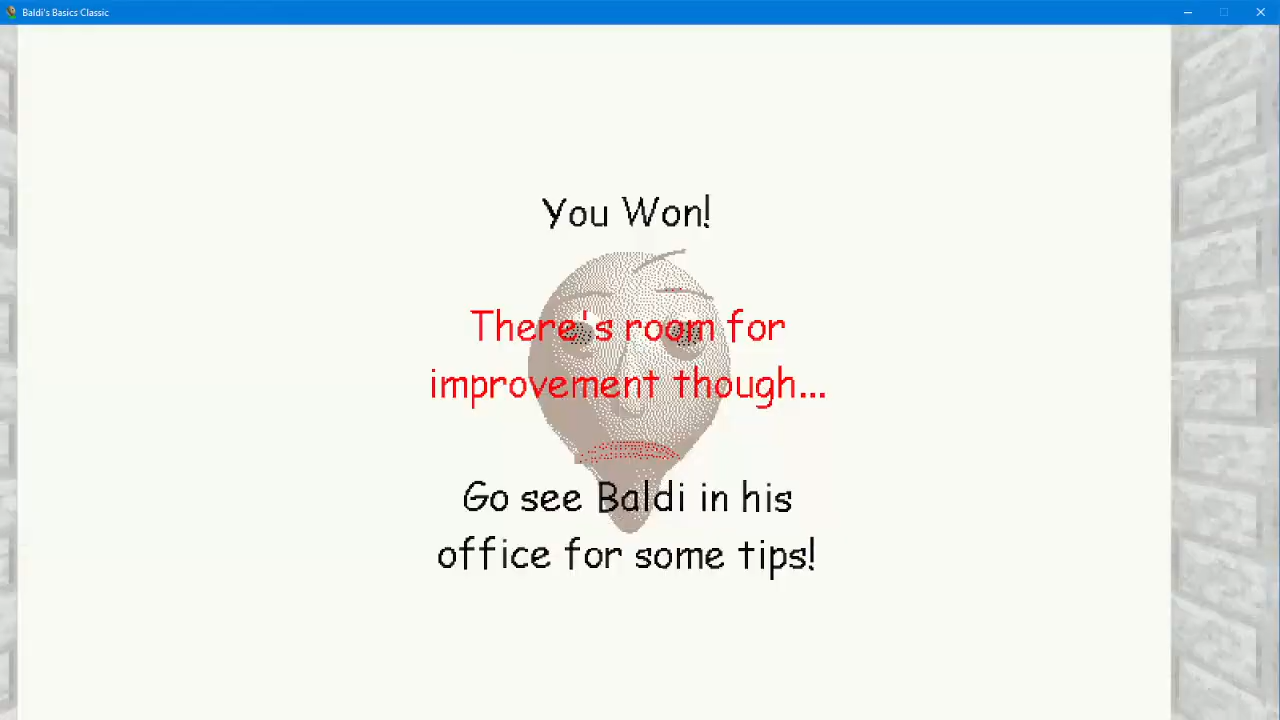 Baldi's Basics Classic
You Won!
There's room for
improvement though...
Go see Baldi in his
office for some tips!